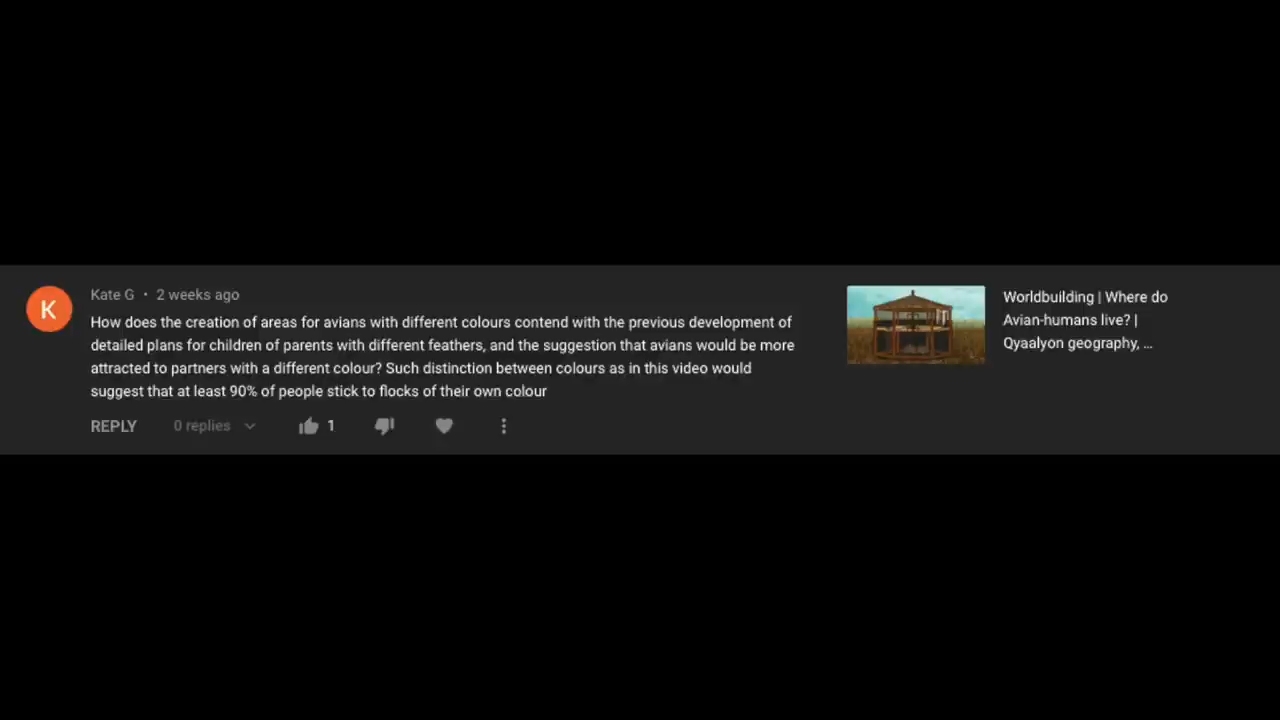 K
Kate G • 2 weeks ago
How does the creation of areas for avians with different colours contend with the previous development of
detailed plans for children of parents with different feathers, and the suggestion that avians would be more
attracted to partners with a different colour? Such distinction between colours as in this video would
suggest that at least 90% of people stick to flocks of their own colour
REPLY 0 replies 1
Worldbuilding | Where do
Avian-humans live? |
Qyaalyon geography, ...